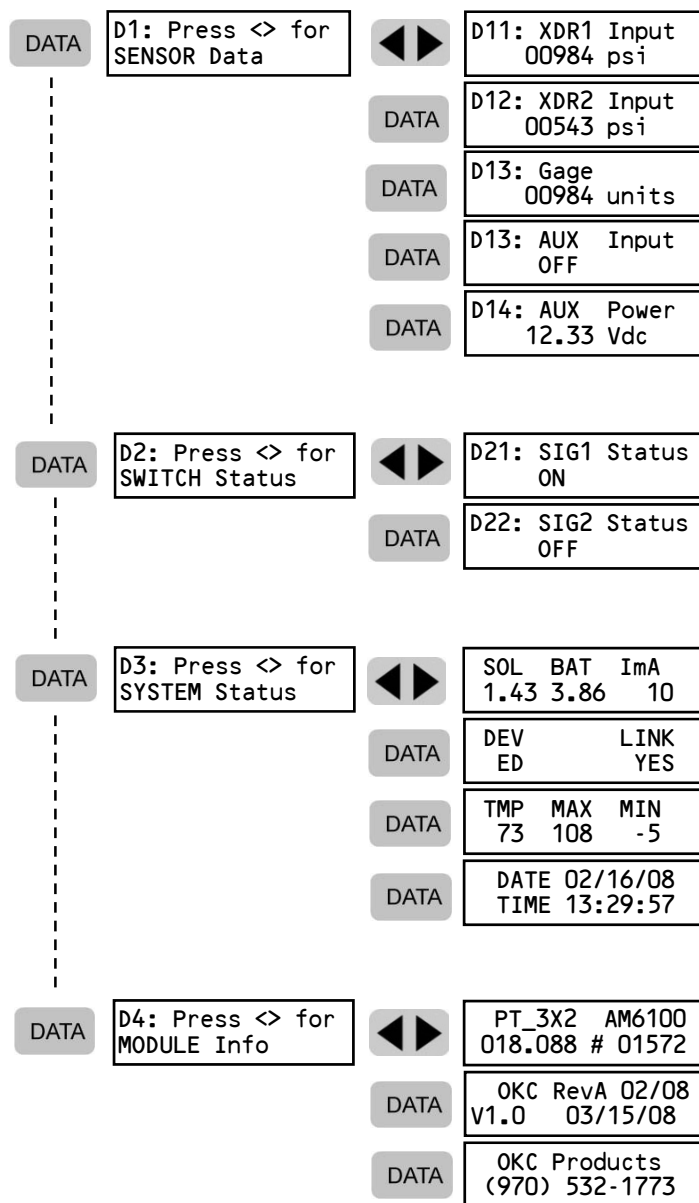 DATA
D1: Press <> for
SENSOR Data
D11: XDR1 Input
00984 psi
DATA
D12: XDR2 Input
00543 psi
DATA
D13: Gage
00984 units
DATA
D13: AUX Input
OFF
DATA
D14: AUX Power
12.33 Vdc
DATA
D2: Press <> for
SWITCH Status
D21: SIG1 Status
ON
DATA
D22: SIG2 Status
OFF
DATA
D3: Press <> for
SYSTEM Status
SOL BAT ImA
1.43 3.86 10
DATA
DEV LINK
ED YES
DATA
TMP MAX MIN
73 108 -5
DATA
DATE 02/16/08
TIME 13:29:57
DATA
D4: Press <> for
MODULE Info
PT_3X2 AM6100
018.088 # 01572
DATA
OKC RevA 02/08
V1.0 03/15/08
DATA
OKC Products
(970) 532-1773